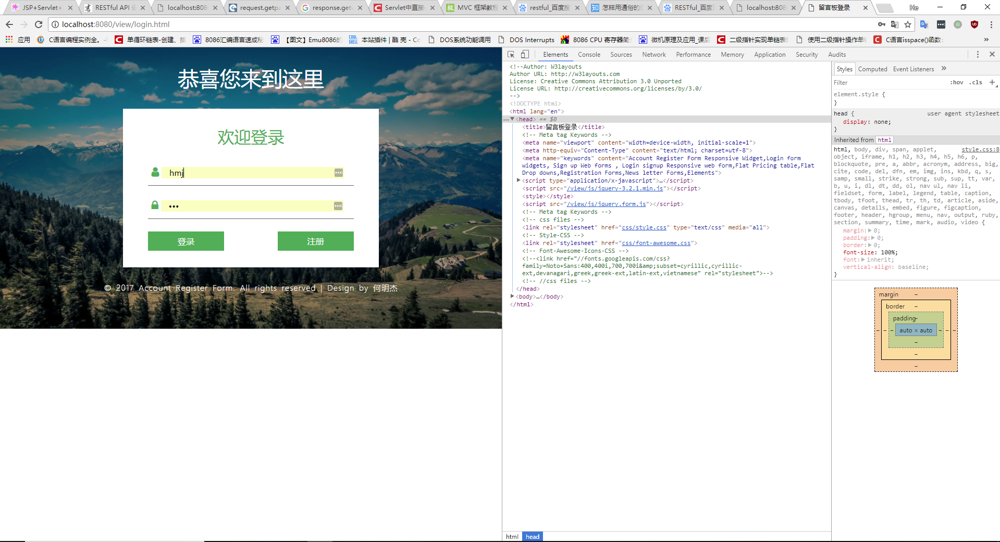 JSP+Servlet+
RESTful API 设
localhost:808
request.getpa
response.getw
Servlet中直接
MVC 框架教程
restful_百度搜
怎样用通俗的语
RESTful_百度百
localhost:808
留言板登录
He
localhost:8080/view/login.html
应用
C语言编程实例全。-
单循环链表-创建、插
8086汇编语言速成秘
【图文】Emu8086的
本站插件 | 酷 壳 - Co
DOS系统功能调用
DOS Interrupts
8086 CPU 寄存器简介
微机原理及应用_课后
二级指针实现单链表的
使用二级指针操作单链
C语言isspace()函数:
»
恭喜您来到这里
欢迎登录
hmj
•••
登录
注册
© 2017 Account Register Form. All rights reserved | Design by 何明杰
Elements
Console
Sources
Network
Performance
Memory
Application
Security
Audits
<!--Author: W3layouts
Author URL: http://w3layouts.com
License: Creative Commons Attribution 3.0 Unported
License URL: http://creativecommons.org/licenses/by/3.0/
-->
<!DOCTYPE html>
<html lang="en">
…▼<head> == $0
<title>留言板登录</title>
<!-- Meta tag Keywords -->
<meta name="viewport" content="width=device-width, initial-scale=1">
<meta http-equiv="Content-Type" content="text/html; charset=utf-8">
<meta name="keywords" content="Account Register Form Responsive Widget,Login form
widgets, Sign up Web forms , Login signup Responsive web form,Flat Pricing table,Flat
Drop downs,Registration Forms,News letter Forms,Elements">
▶<script type="application/x-javascript">…</script>
<script src="/view/js/jquery-3.2.1.min.js"></script>
<style></style>
<script src="/view/js/jquery.form.js"></script>
<!-- Meta tag Keywords -->
<!-- css files -->
<link rel="stylesheet" href="css/style.css" type="text/css" media="all">
<!-- Style-CSS -->
<link rel="stylesheet" href="css/font-awesome.css">
<!-- Font-Awesome-Icons-CSS -->
<!--<link href="//fonts.googleapis.com/css?
family=Noto+Sans:400,400i,700,700i&amp;subset=cyrillic,cyrillic-
ext,devanagari,greek,greek-ext,latin-ext,vietnamese" rel="stylesheet">-->
<!-- //css files -->
</head>
▶<body>…</body>
</html>
html
head
Styles
Computed
Event Listeners
»
Filter
:hov
.cls
+
element.style {
}
head {
user agent stylesheet
display: none;
}
Inherited from html
html, body, div, span, applet,
style.css:8
object, iframe, h1, h2, h3, h4, h5, h6, p,
blockquote, pre, a, abbr, acronym, address, big,
cite, code, del, dfn, em, img, ins, kbd, q, s,
samp, small, strike, strong, sub, sup, tt, var,
b, u, i, dl, dt, dd, ol, nav ul, nav li,
fieldset, form, label, legend, table, caption,
tbody, tfoot, thead, tr, th, td, article, aside,
canvas, details, embed, figure, figcaption,
footer, header, hgroup, menu, nav, output, ruby,
section, summary, time, mark, audio, video {
margin:▶0;
padding:▶0;
border:▶0;
font-size: 100%;
font:▶inherit;
vertical-align: baseline;
}
margin –
border –
padding–
– – – auto × auto – – –
–
–
–